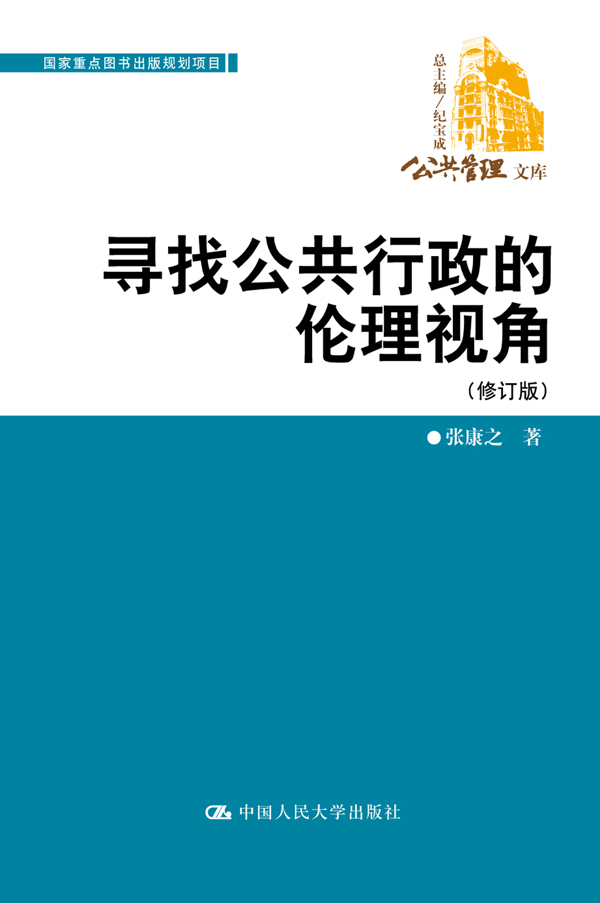 国家重点图书出版规划项目
总主编/纪宝成
公共管理 文库
寻找公共行政的
伦理视角
(修订版)
●张康之 著
中国人民大学出版社